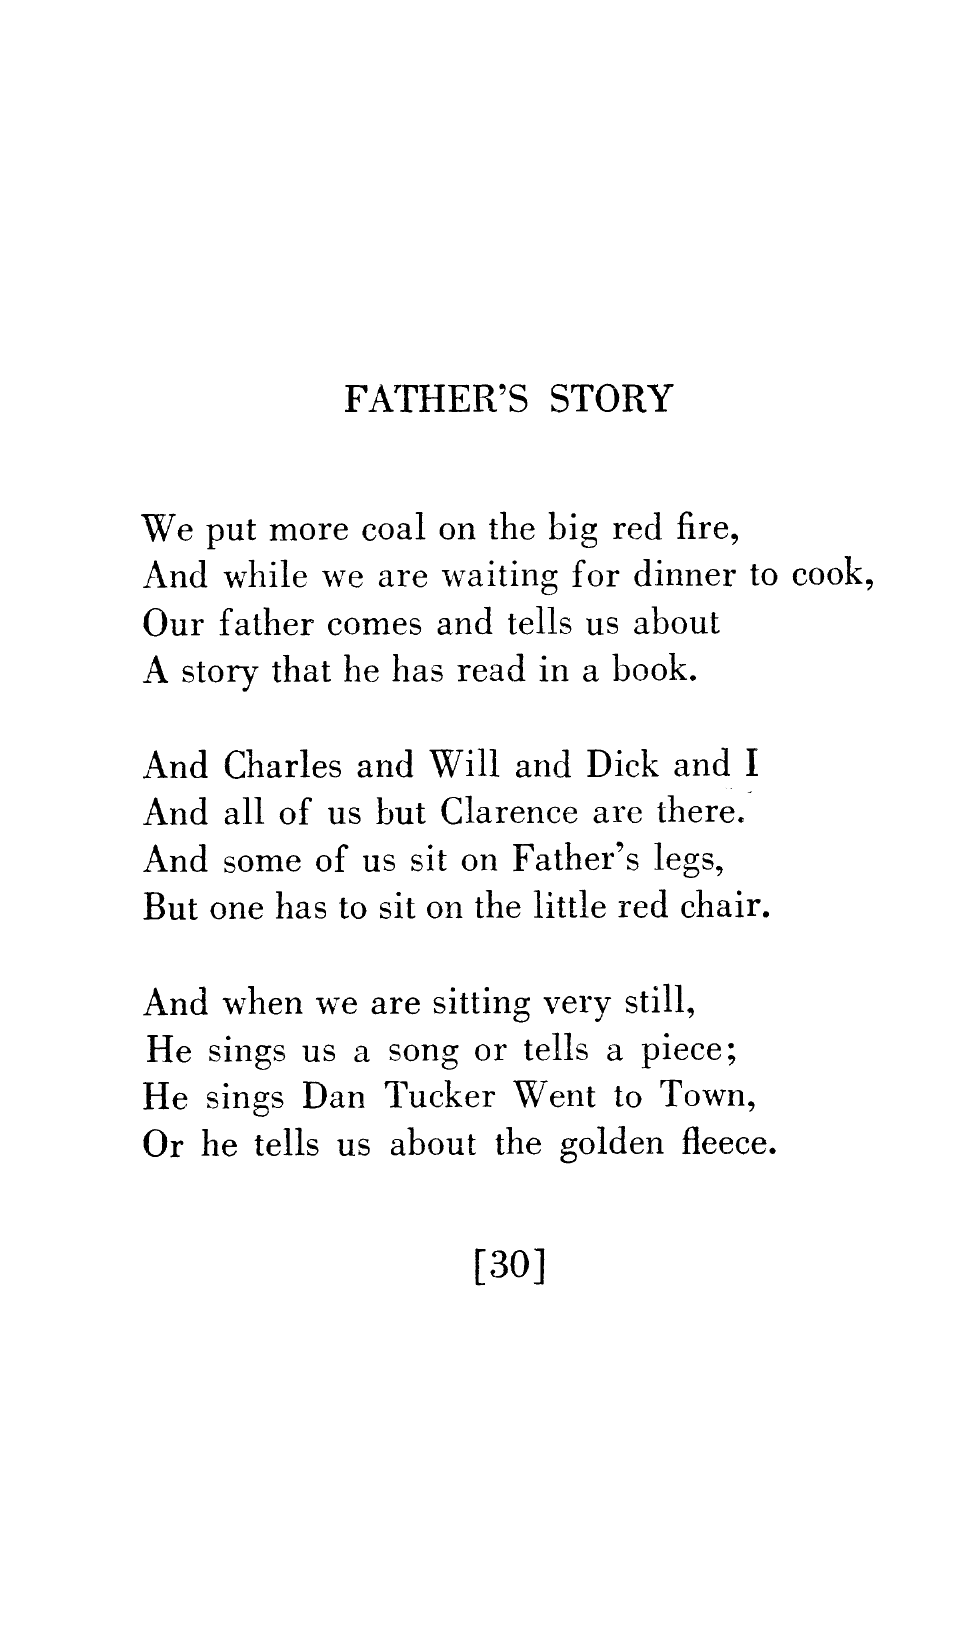 FATHER'S STORY
We put more coal on the big red fire,
And while we are waiting for dinner to cook,
Our father comes and tells us about
A story that he has read in a book.
And Charles and Will and Dick and I
And all of us but Clarence are there.
And some of us sit on Father's legs,
But one has to sit on the little red chair.
And when we are sitting very still,
He sings us a song or tells a piece;
He sings Dan Tucker Went to Town,
Or he tells us about the golden fleece.
[30]